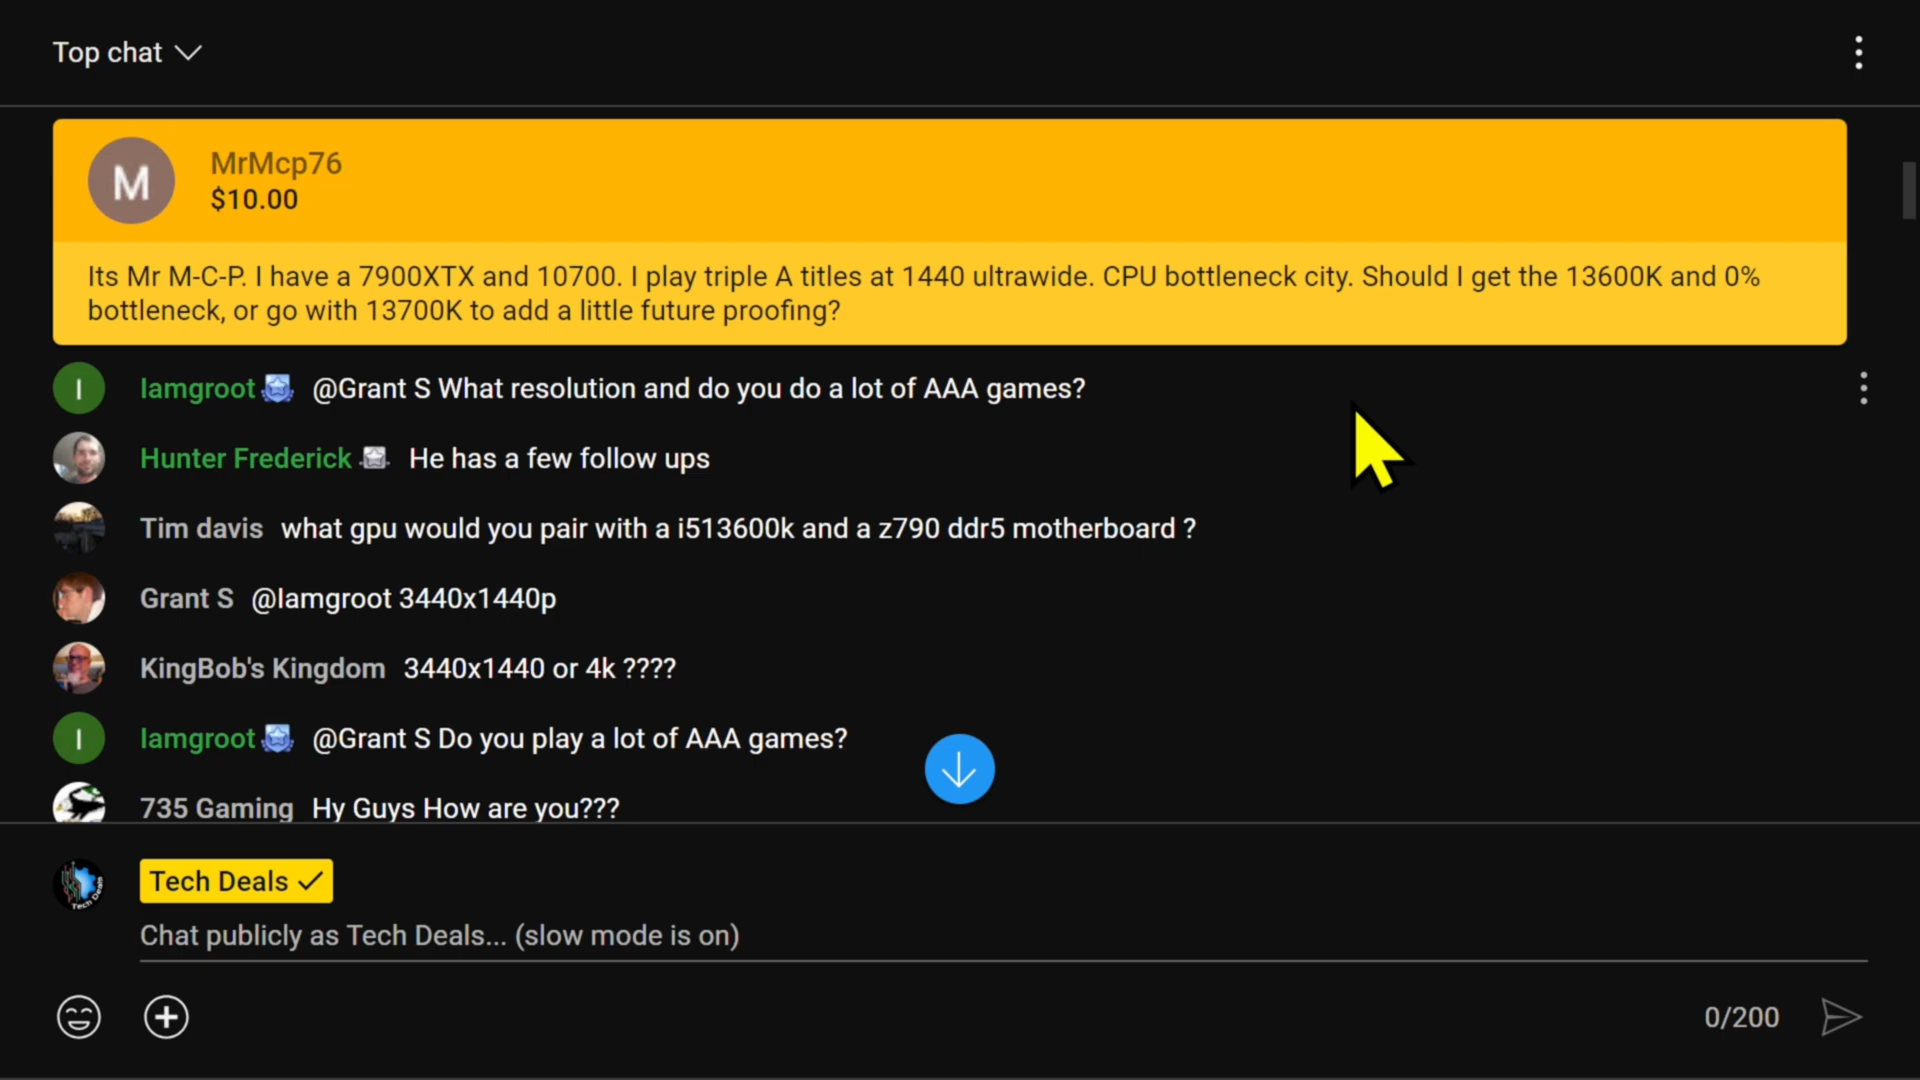 Top chat
M
MrMcp76
$10.00
Its Mr M-C-P. I have a 7900XTX and 10700. I play triple A titles at 1440 ultrawide. CPU bottleneck city. Should I get the 13600K and 0%
bottleneck, or go with 13700K to add a little future proofing?
I Iamgroot @Grant S What resolution and do you do a lot of AAA games?
Hunter Frederick He has a few follow ups
Tim davis what gpu would you pair with a i513600k and a z790 ddr5 motherboard ?
Grant S @Iamgroot 3440x1440p
KingBob's Kingdom 3440x1440 or 4k ????
I Iamgroot @Grant S Do you play a lot of AAA games?
735 Gaming Hy Guys How are you???
Tech Deals
Tech Deals
Chat publicly as Tech Deals... (slow mode is on)
0/200